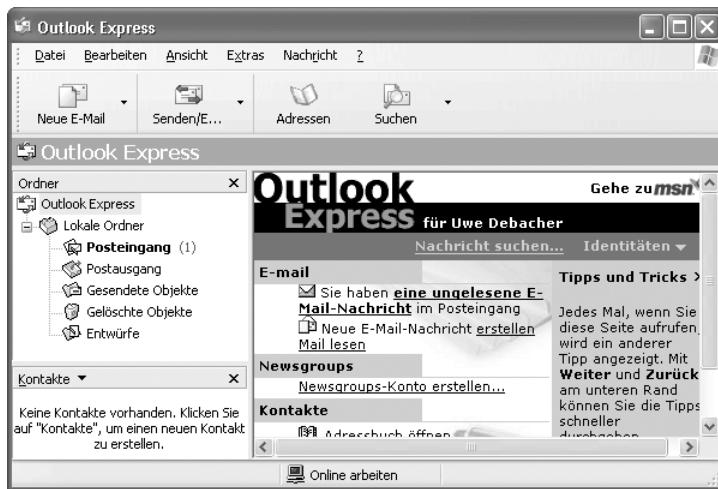 Outlook Express
Datei Bearbeiten Ansicht Extras Nachricht ?
Neue E-Mail Senden/E... Adressen Suchen
Outlook Express
Ordner
Outlook Express
Lokale Ordner
Posteingang (1)
Postausgang
Gesendete Objekte
Gelöschte Objekte
Entwürfe
Kontakte
Keine Kontakte vorhanden. Klicken Sie
auf "Kontakte", um einen neuen Kontakt
zu erstellen.
Outlook
Gehe zu msn
Express für Uwe Debacher
Nachricht suchen... Identitäten
E-mail
Sie haben eine ungelesene E-
Mail-Nachricht im Posteingang
Neue E-Mail-Nachricht erstellen
Mail lesen
Newsgroups
Newsgroups-Konto erstellen...
Kontakte
Adressbuch öffnen
Tipps und Tricks
Jedes Mal, wenn Sie
diese Seite aufrufen,
wird ein anderer
Tipp angezeigt. Mit
Weiter und Zurück
am unteren Rand
können Sie die Tipps
schneller
durchgehen
Online arbeiten